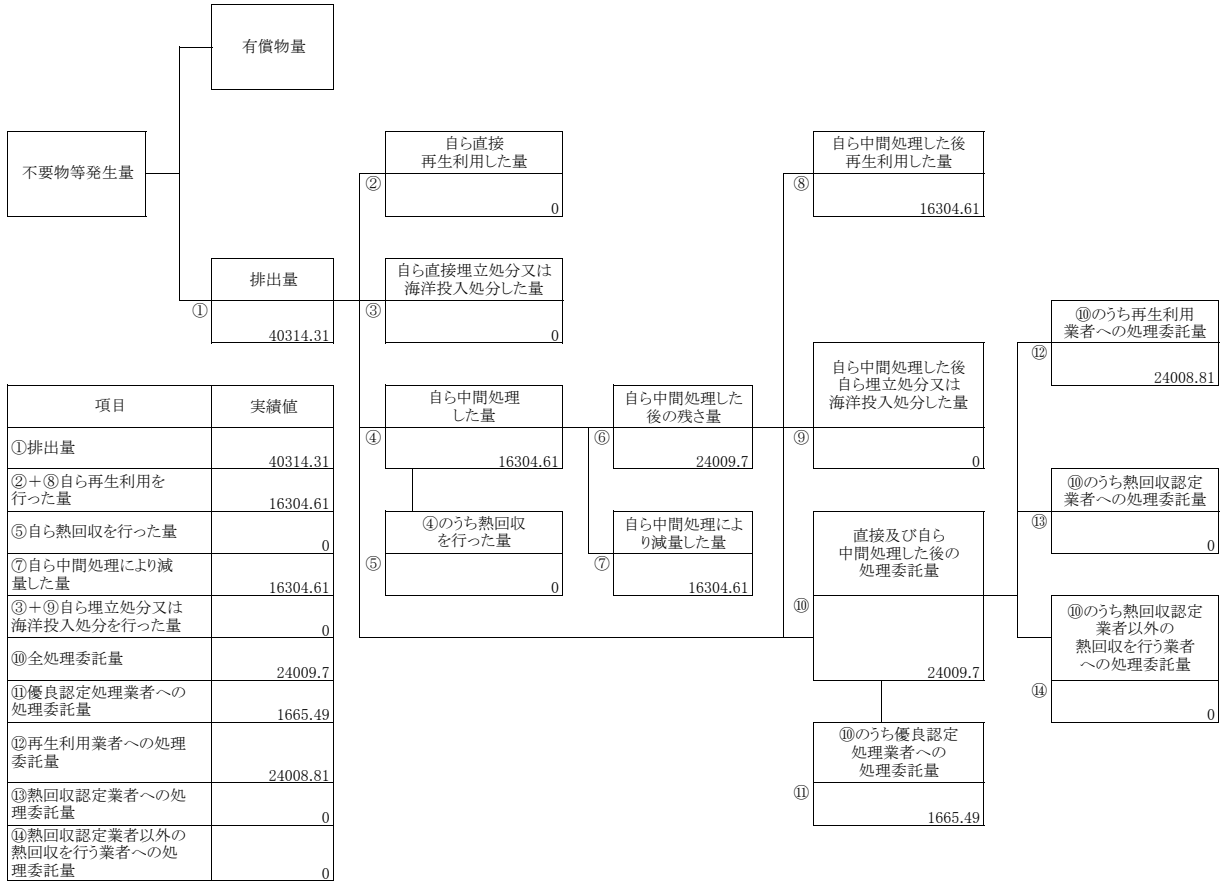 有償物量
不要物等発生量
自ら直接
再生利用した量
②
0
自ら中間処理した後
再生利用した量
⑧
16304.61
排出量
①
40314.31
自ら直接埋立処分又は
海洋投入処分した量
③
0
⑩のうち再生利用
業者への処理委託量
⑫
24008.81
自ら中間処理
した量
④
16304.61
自ら中間処理した
後の残さ量
⑥
24009.7
自ら中間処理した後
自ら埋立処分又は
海洋投入処分した量
⑨
0
⑩のうち熱回収認定
業者への処理委託量
⑬
0
④のうち熱回収
を行った量
⑤
0
自ら中間処理によ
り減量した量
⑦
16304.61
直接及び自ら
中間処理した後の
処理委託量
⑩
24009.7
⑩のうち熱回収認定
業者以外の
熱回収を行う業者
への処理委託量
⑭
0
⑩のうち優良認定
処理業者への
処理委託量
⑪
1665.49
項目
実績値
①排出量
40314.31
②＋⑧自ら再生利用を
行った量
16304.61
⑤自ら熱回収を行った量
0
⑦自ら中間処理により減
量した量
16304.61
③＋⑨自ら埋立処分又は
海洋投入処分を行った量
0
⑩全処理委託量
24009.7
⑪優良認定処理業者への
処理委託量
1665.49
⑫再生利用業者への処理
委託量
24008.81
⑬熱回収認定業者への処
理委託量
0
⑭熱回収認定業者以外の
熱回収を行う業者への処
理委託量
0